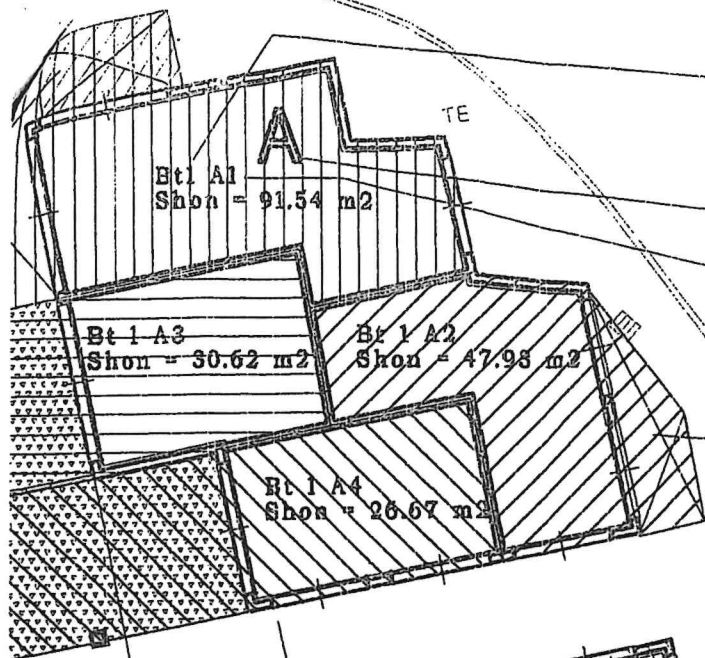 TE
A
Bt1 A1
Shon = 91.54 m2
Bt 1 A3
Shon = 30.62 m2
Bt 1 A2
Shon = 47.98 m2
Bt 1 A4
Shon = 26.67 m2